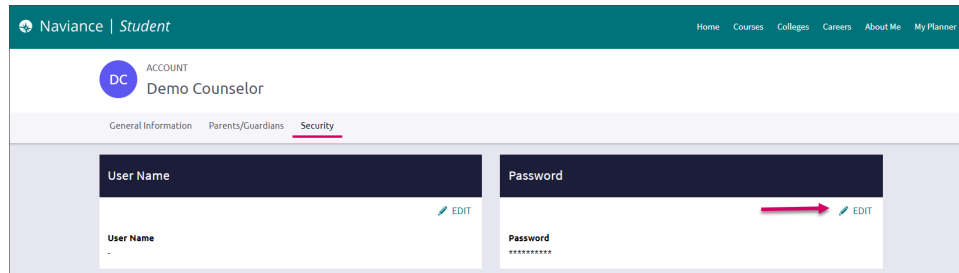 Naviance | Student
Home Courses Colleges Careers About Me My Planner
DC
ACCOUNT
Demo Counselor
General Information Parents/Guardians Security
User Name
EDIT
User Name
-
Password
EDIT
Password
**********